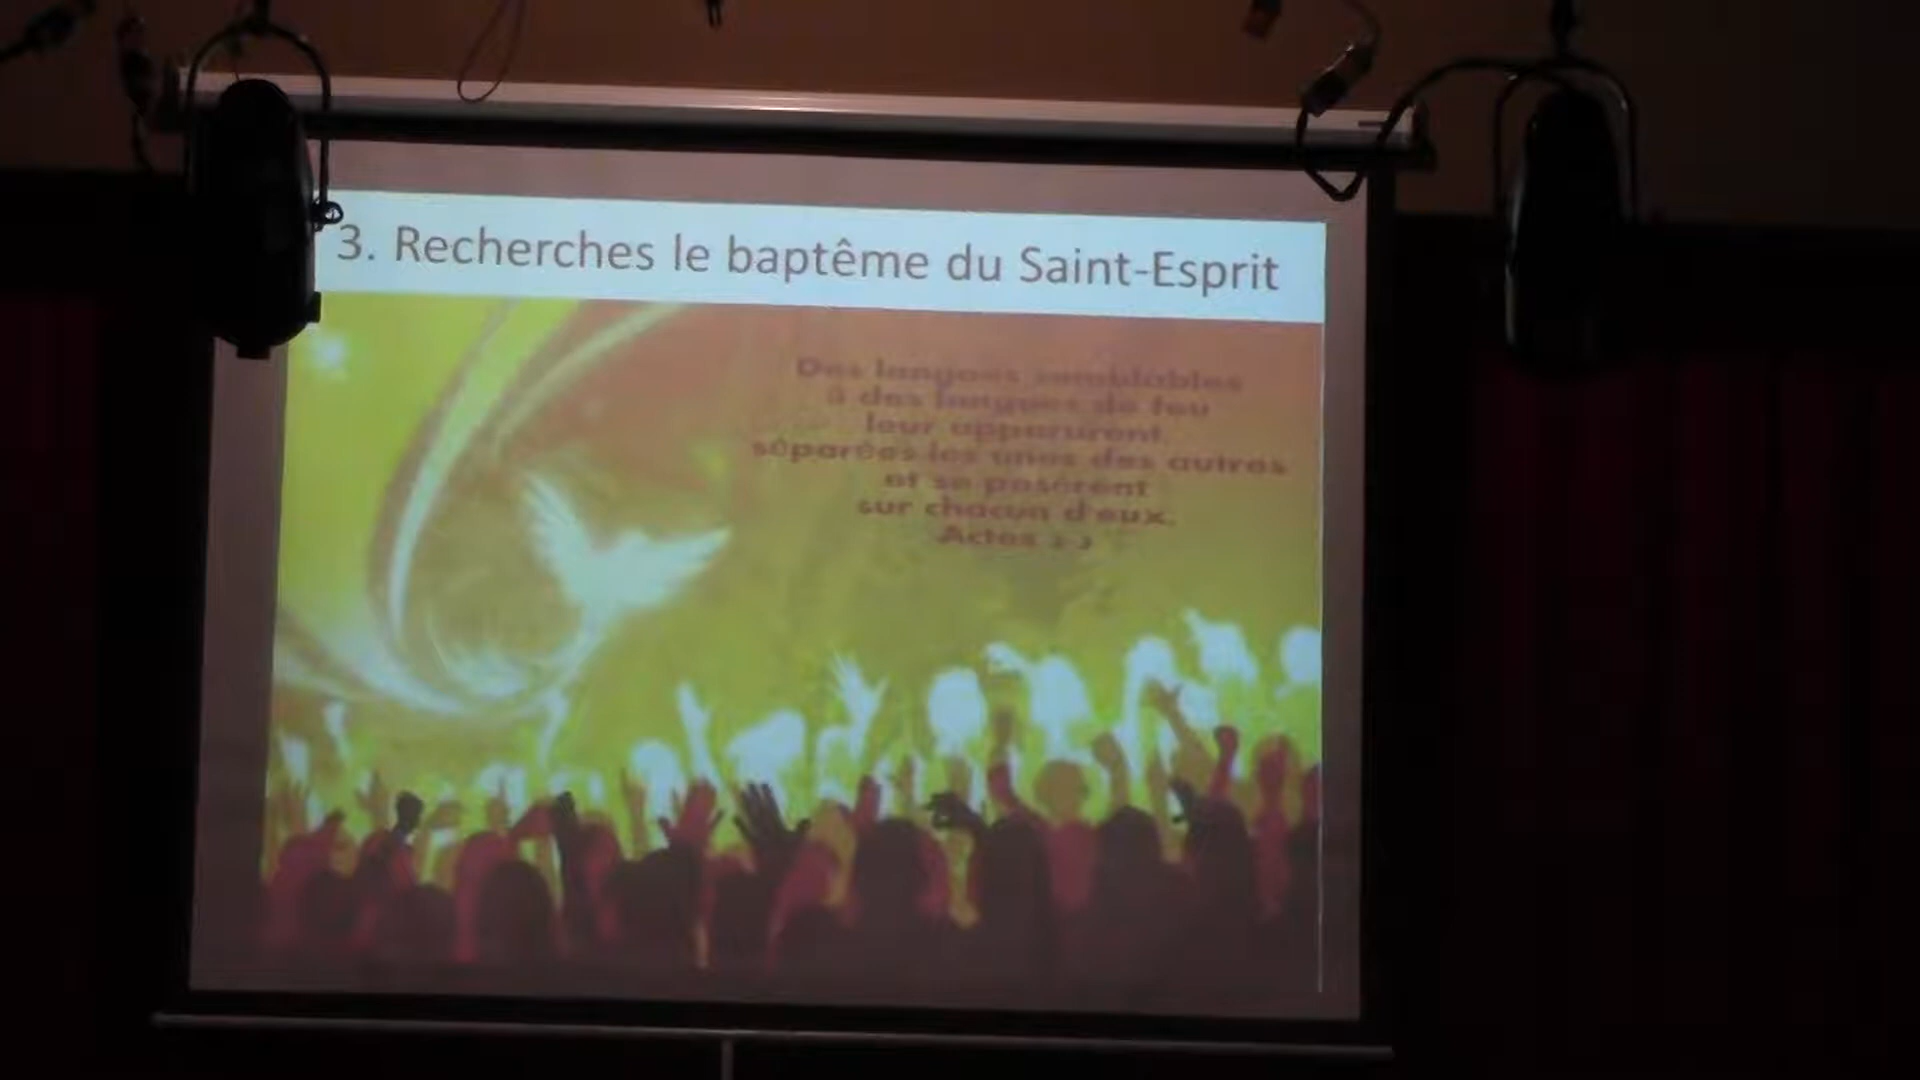 3. Recherches le baptême du Saint-Esprit
Des langues semblables
à des langues de feu
leur apparurent,
séparées les unes des autres
et se posèrent
sur chacun d'eux.
Actes